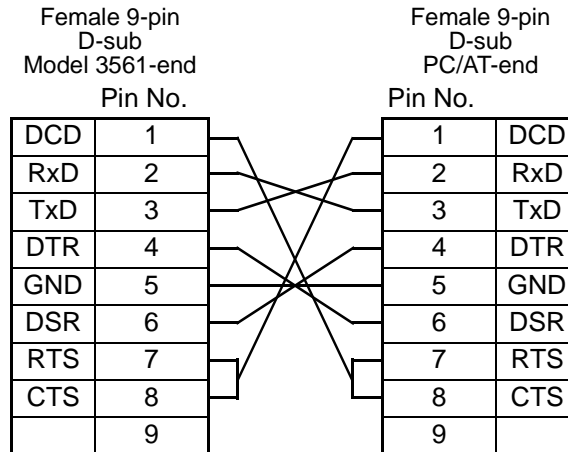 Female 9-pin
D-sub
Model 3561-end
Pin No.
DCD 1
RxD 2
TxD 3
DTR 4
GND 5
DSR 6
RTS 7
CTS 8
9
Female 9-pin
D-sub
PC/AT-end
Pin No.
1 DCD
2 RxD
3 TxD
4 DTR
5 GND
6 DSR
7 RTS
8 CTS
9